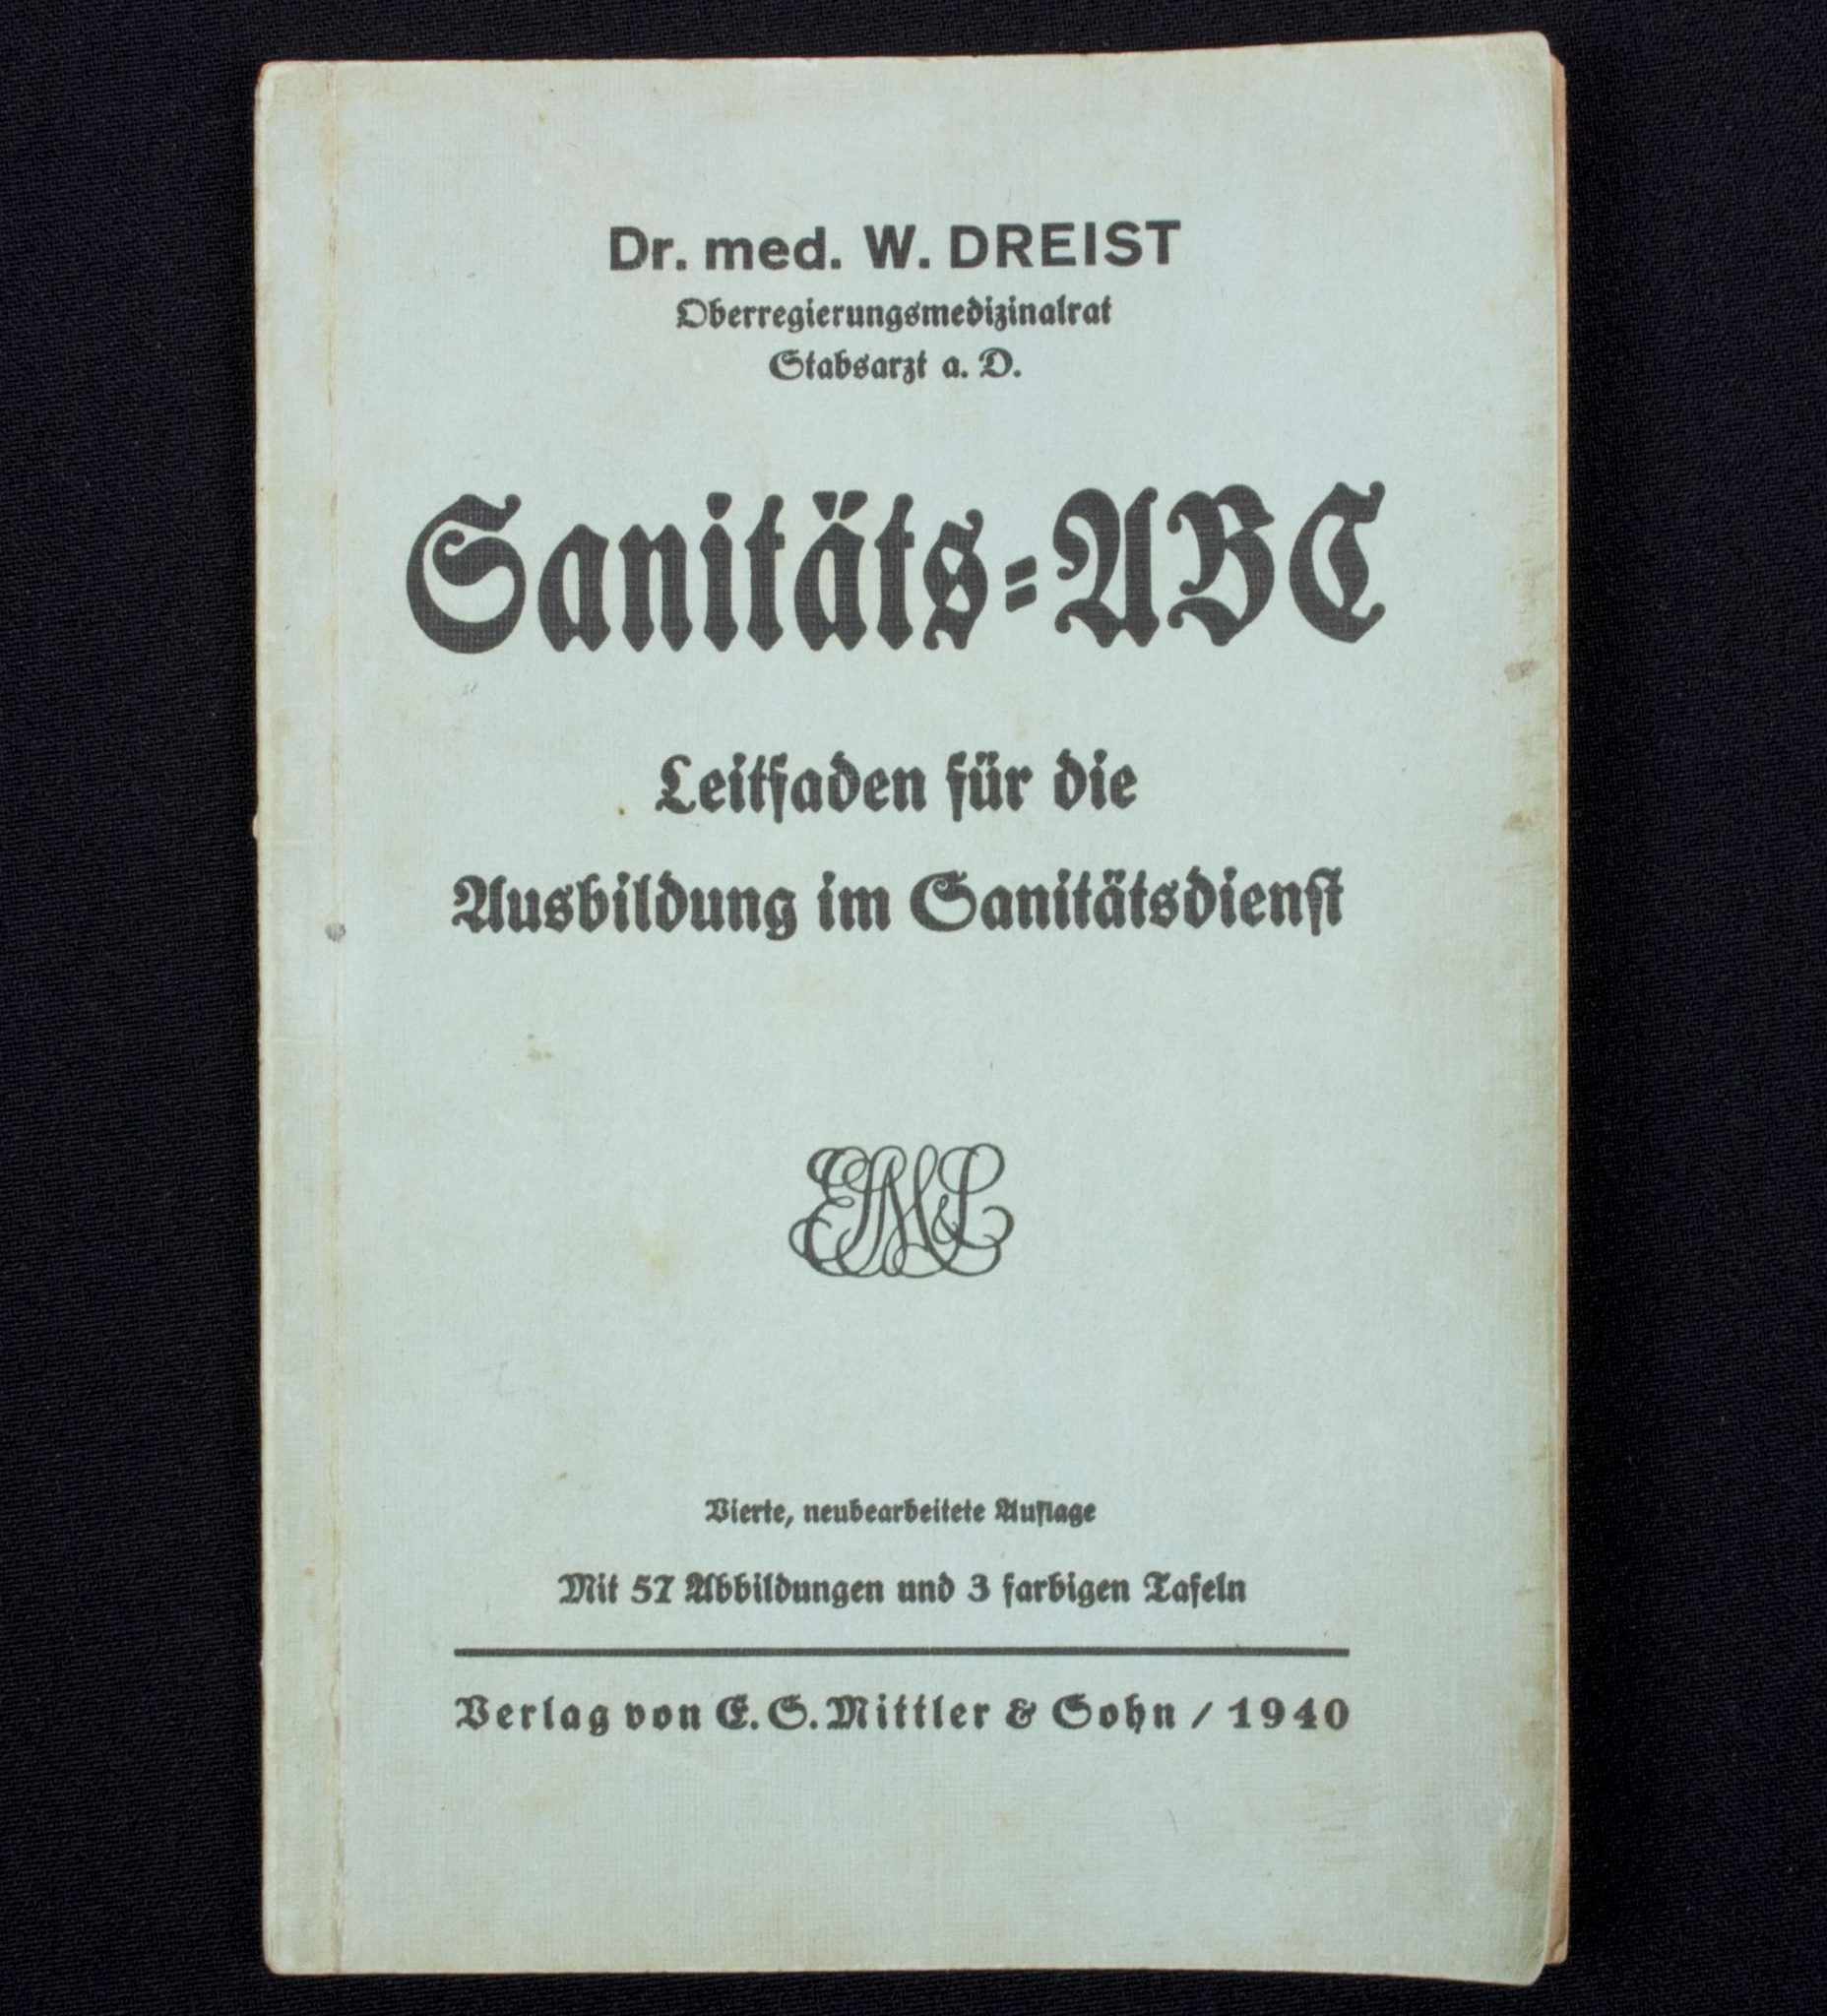 Dr. med. W. DREIST
Oberregierungsmedizinalrat
Stabsarzt a. D.
Sanitäts-ABC
Leitfaden für die
Ausbildung im Sanitätsdienst
Vierte, neubearbeitete Auflage
Mit 57 Abbildungen und 3 farbigen Tafeln
Verlag von E. S. Mittler & Sohn / 1940